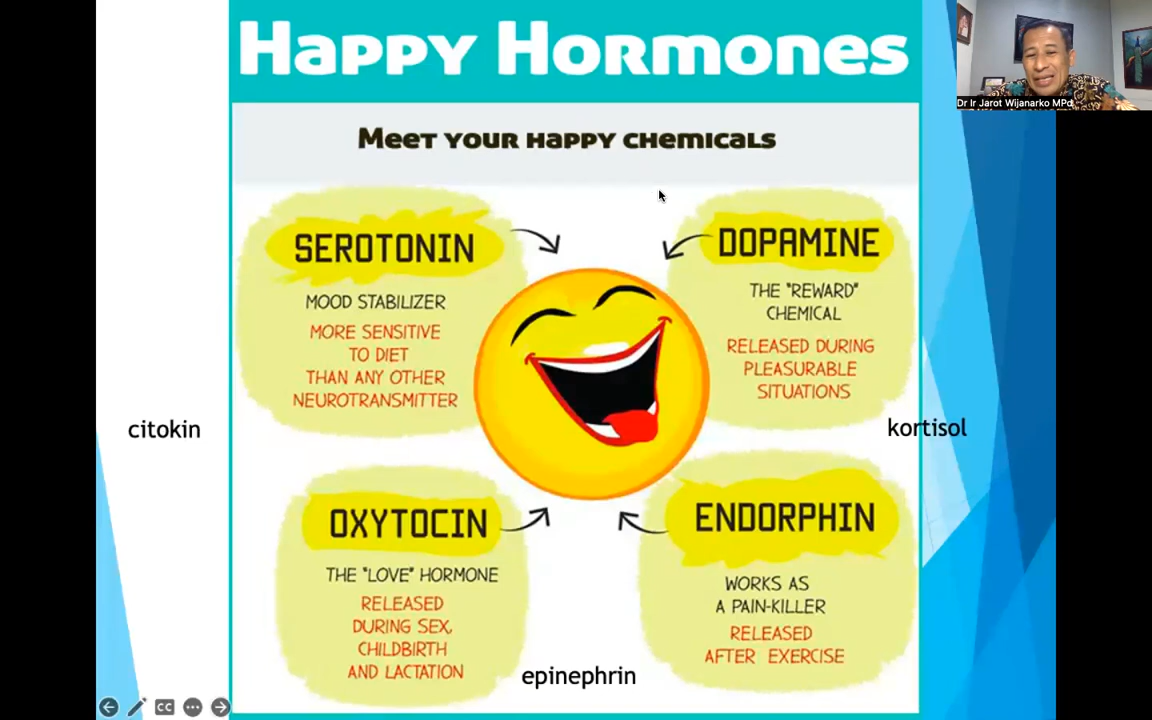 Happy Hormones
Dr Ir Jarot Wijanarko MPd
Meet your happy chemicals
SEROTONIN
MOOD STABILIZER
MORE SENSITIVE
TO DIET
THAN ANY OTHER
NEUROTRANSMITTER
DOPAMINE
THE "REWARD"
CHEMICAL
RELEASED DURING
PLEASURABLE
SITUATIONS
citokin
kortisol
OXYTOCIN
THE "LOVE" HORMONE
RELEASED
DURING SEX,
CHILDBIRTH
AND LACTATION
ENDORPHIN
WORKS AS
A PAIN-KILLER
RELEASED
AFTER EXERCISE
epinephrin
CC